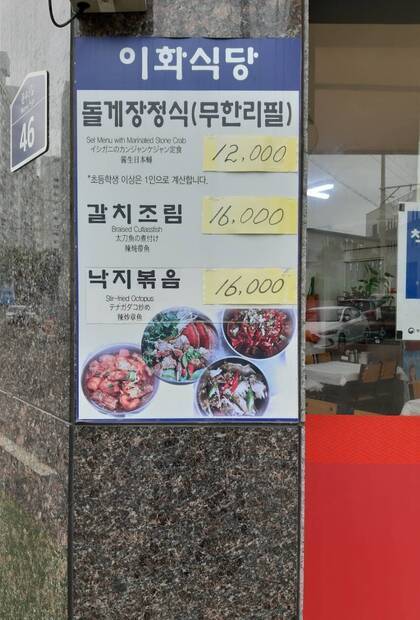 이화식당
돌게장정식(무한리필)
Set Menu with Marinated Stone Crab
イシガニのカンジャンケジャン定食
酱生日本蟳
12,000
*초등학생 이상은 1인으로 계산합니다.
갈치조림
16,000
Braised Cutlassfish
太刀魚の煮付け
辣炖带鱼
낙지볶음
16,000
Stir-fried Octopus
テナガダコ炒め
辣炒章鱼
46